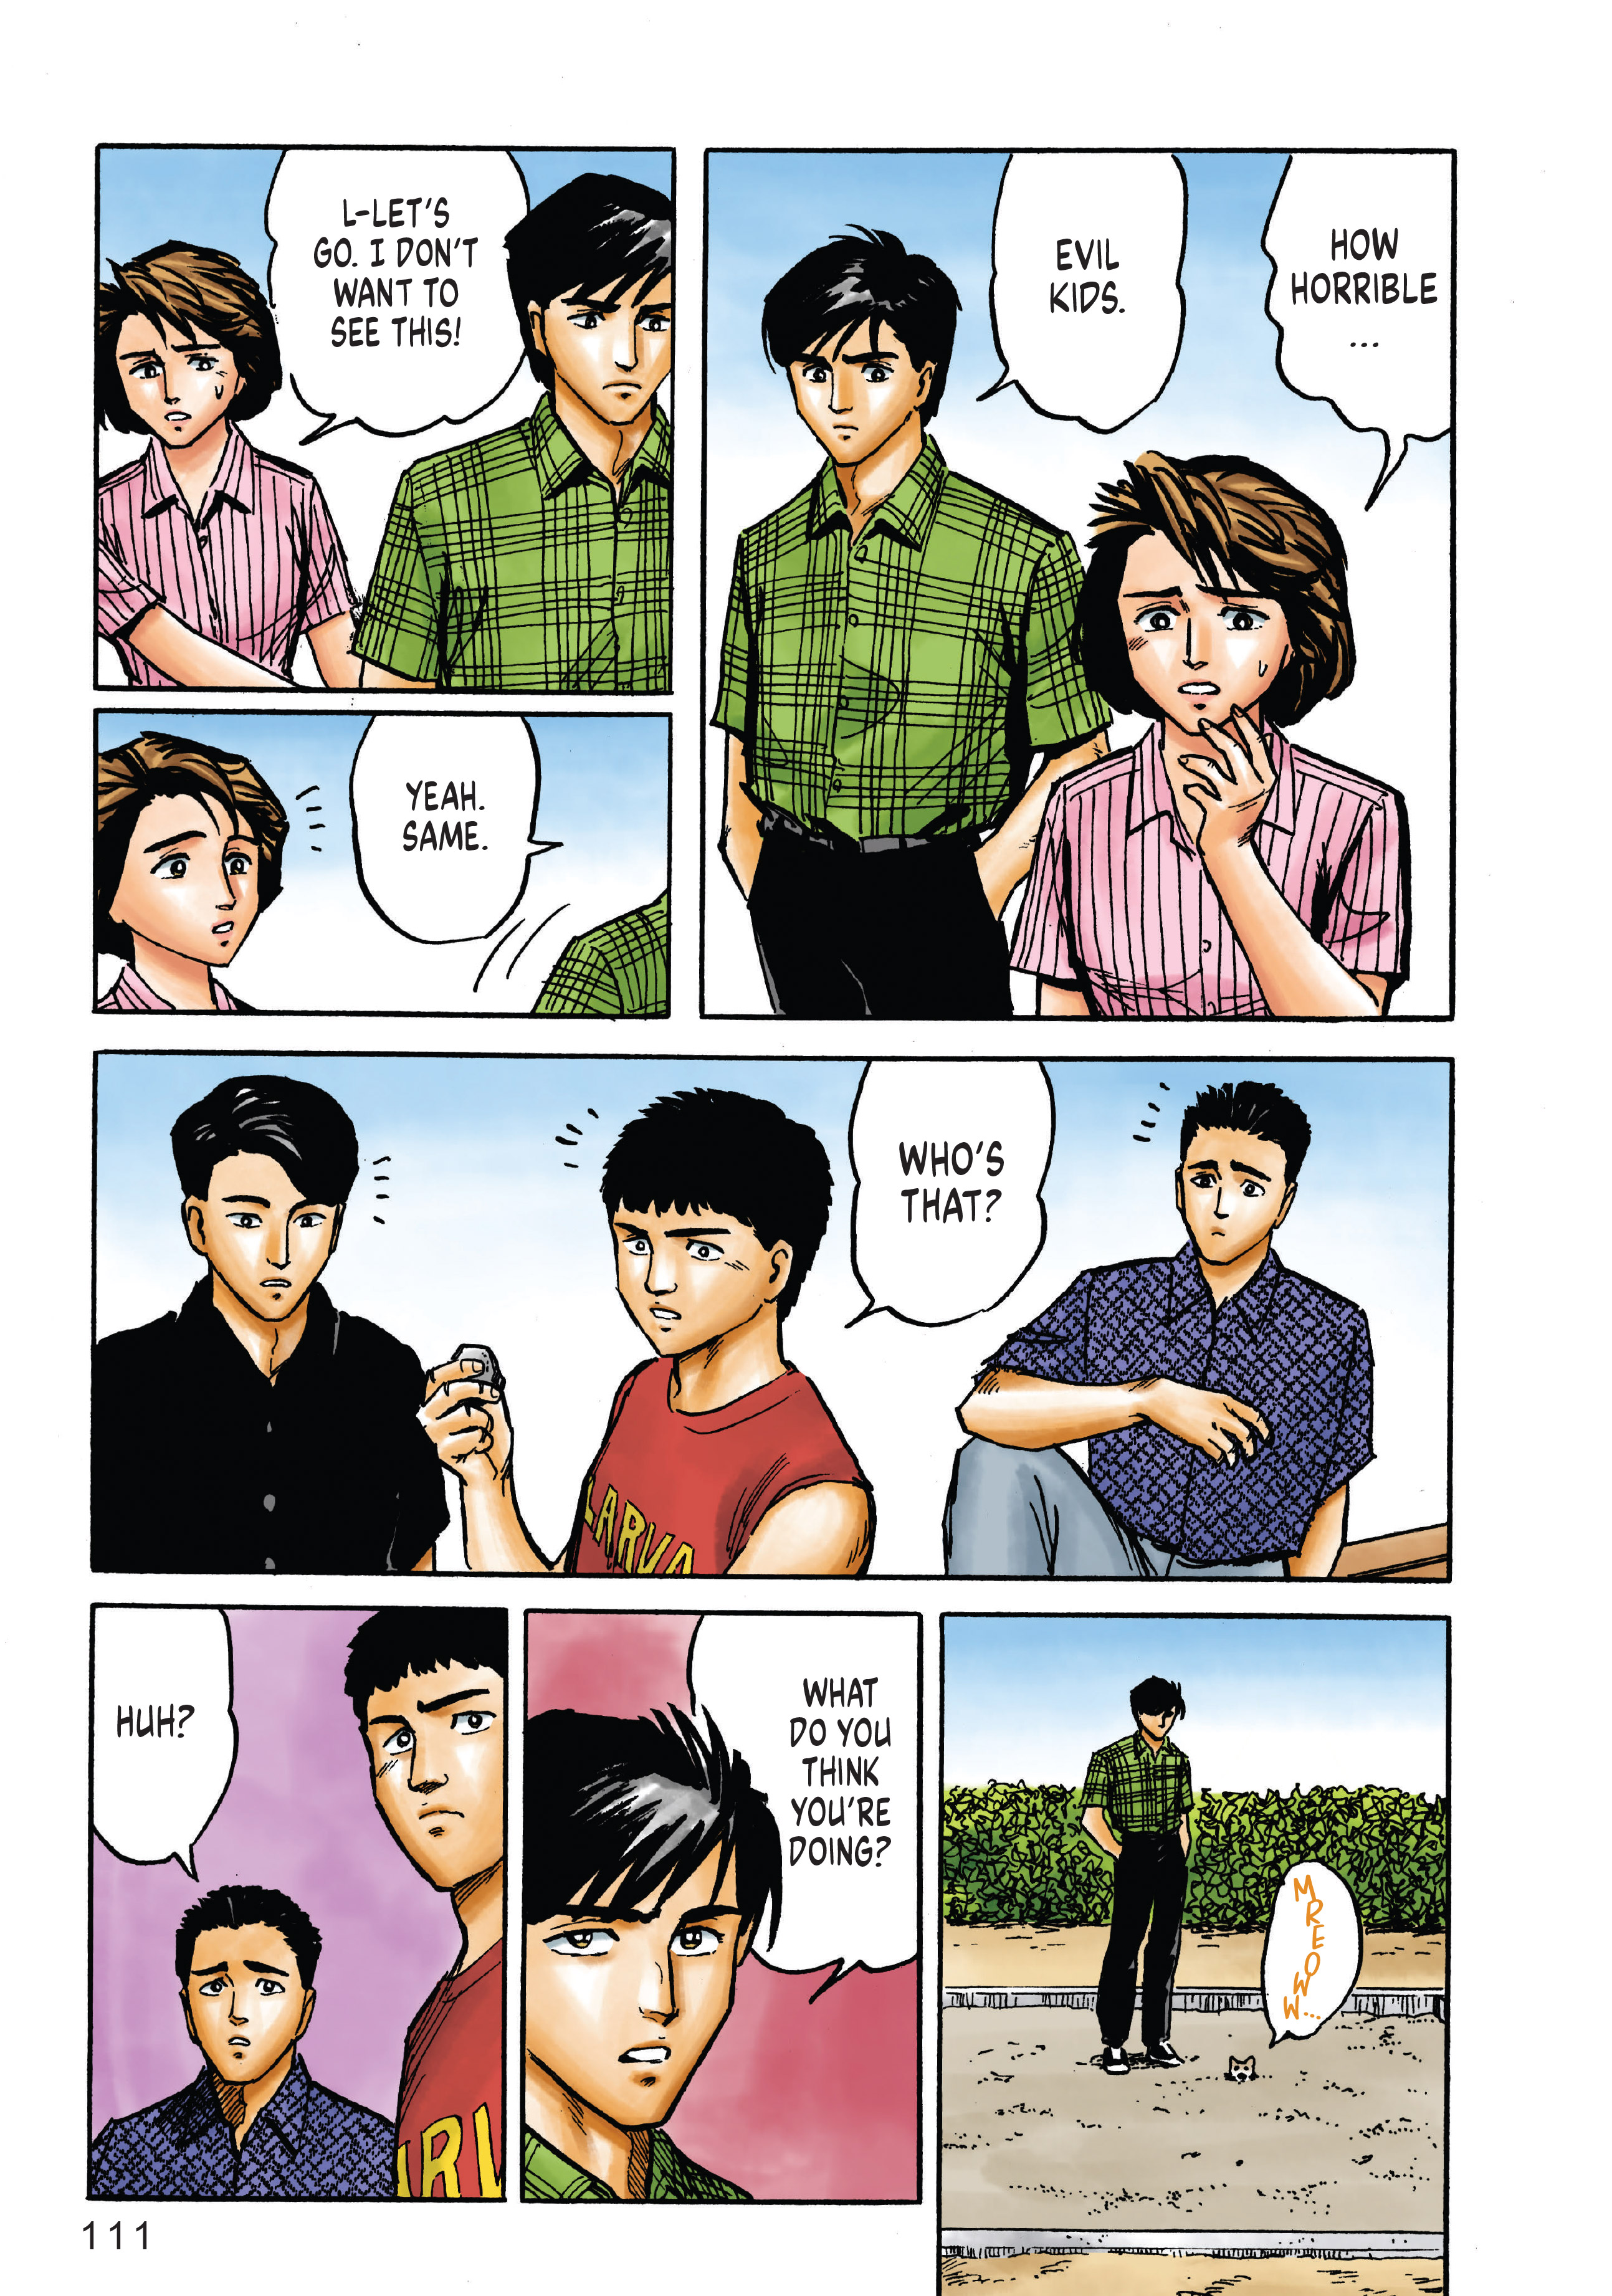 HOW
HORRIBLE
...
EVIL
KIDS.
L-LET'S
GO. I DON'T
WANT TO
SEE THIS!
YEAH.
SAME.
WHO'S
THAT?
LARVA
MREOWW...
WHAT
DO YOU
THINK
YOU'RE
DOING?
HUH?
ARV
111